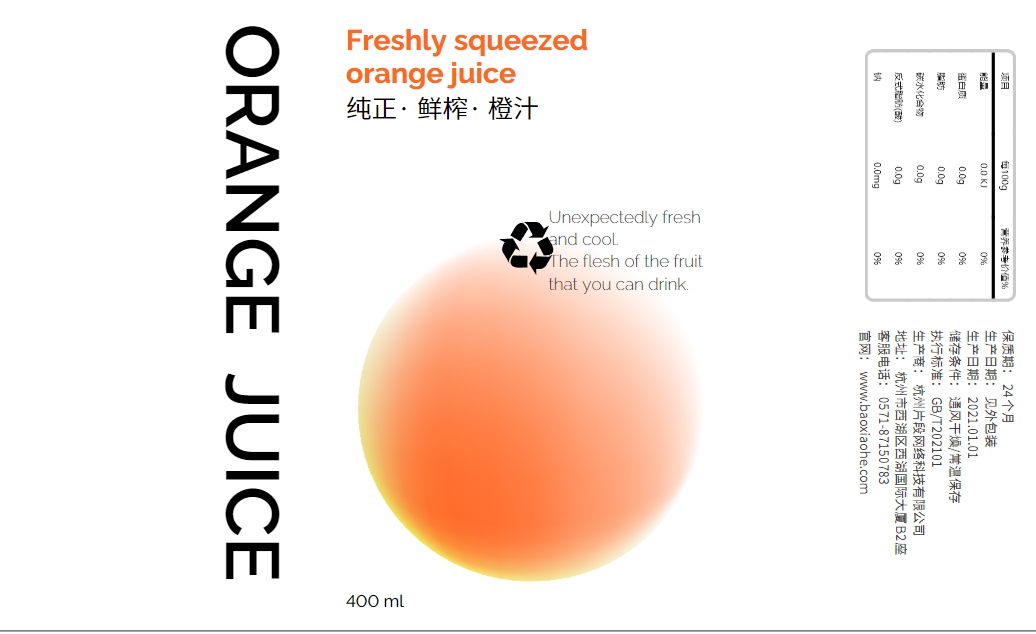 ORANGE JUICE
Freshly squeezed
orange juice
纯正· 鲜榨· 橙汁
Unexpectedly fresh
and cool.
The flesh of the fruit
that you can drink.
400 ml
项目 每100g 营养参考价值%
能量 0.0 KJ 0%
蛋白质 0.0g 0%
脂肪 0.0g 0%
碳水化合物 0.0g 0%
反式脂肪(酸) 0.0g 0%
钠 0.0mg 0%
保质期：24个月
生产日期：见外包装
生产日期：2021.01.01
储存条件：通风干燥/常温保存
执行标准：GB/T202101
生产商：杭州片段网络科技有限公司
地址：杭州市西湖区西湖国际大厦B2座
客服电话：0571-87150783
官网：www.baoxiaohe.com